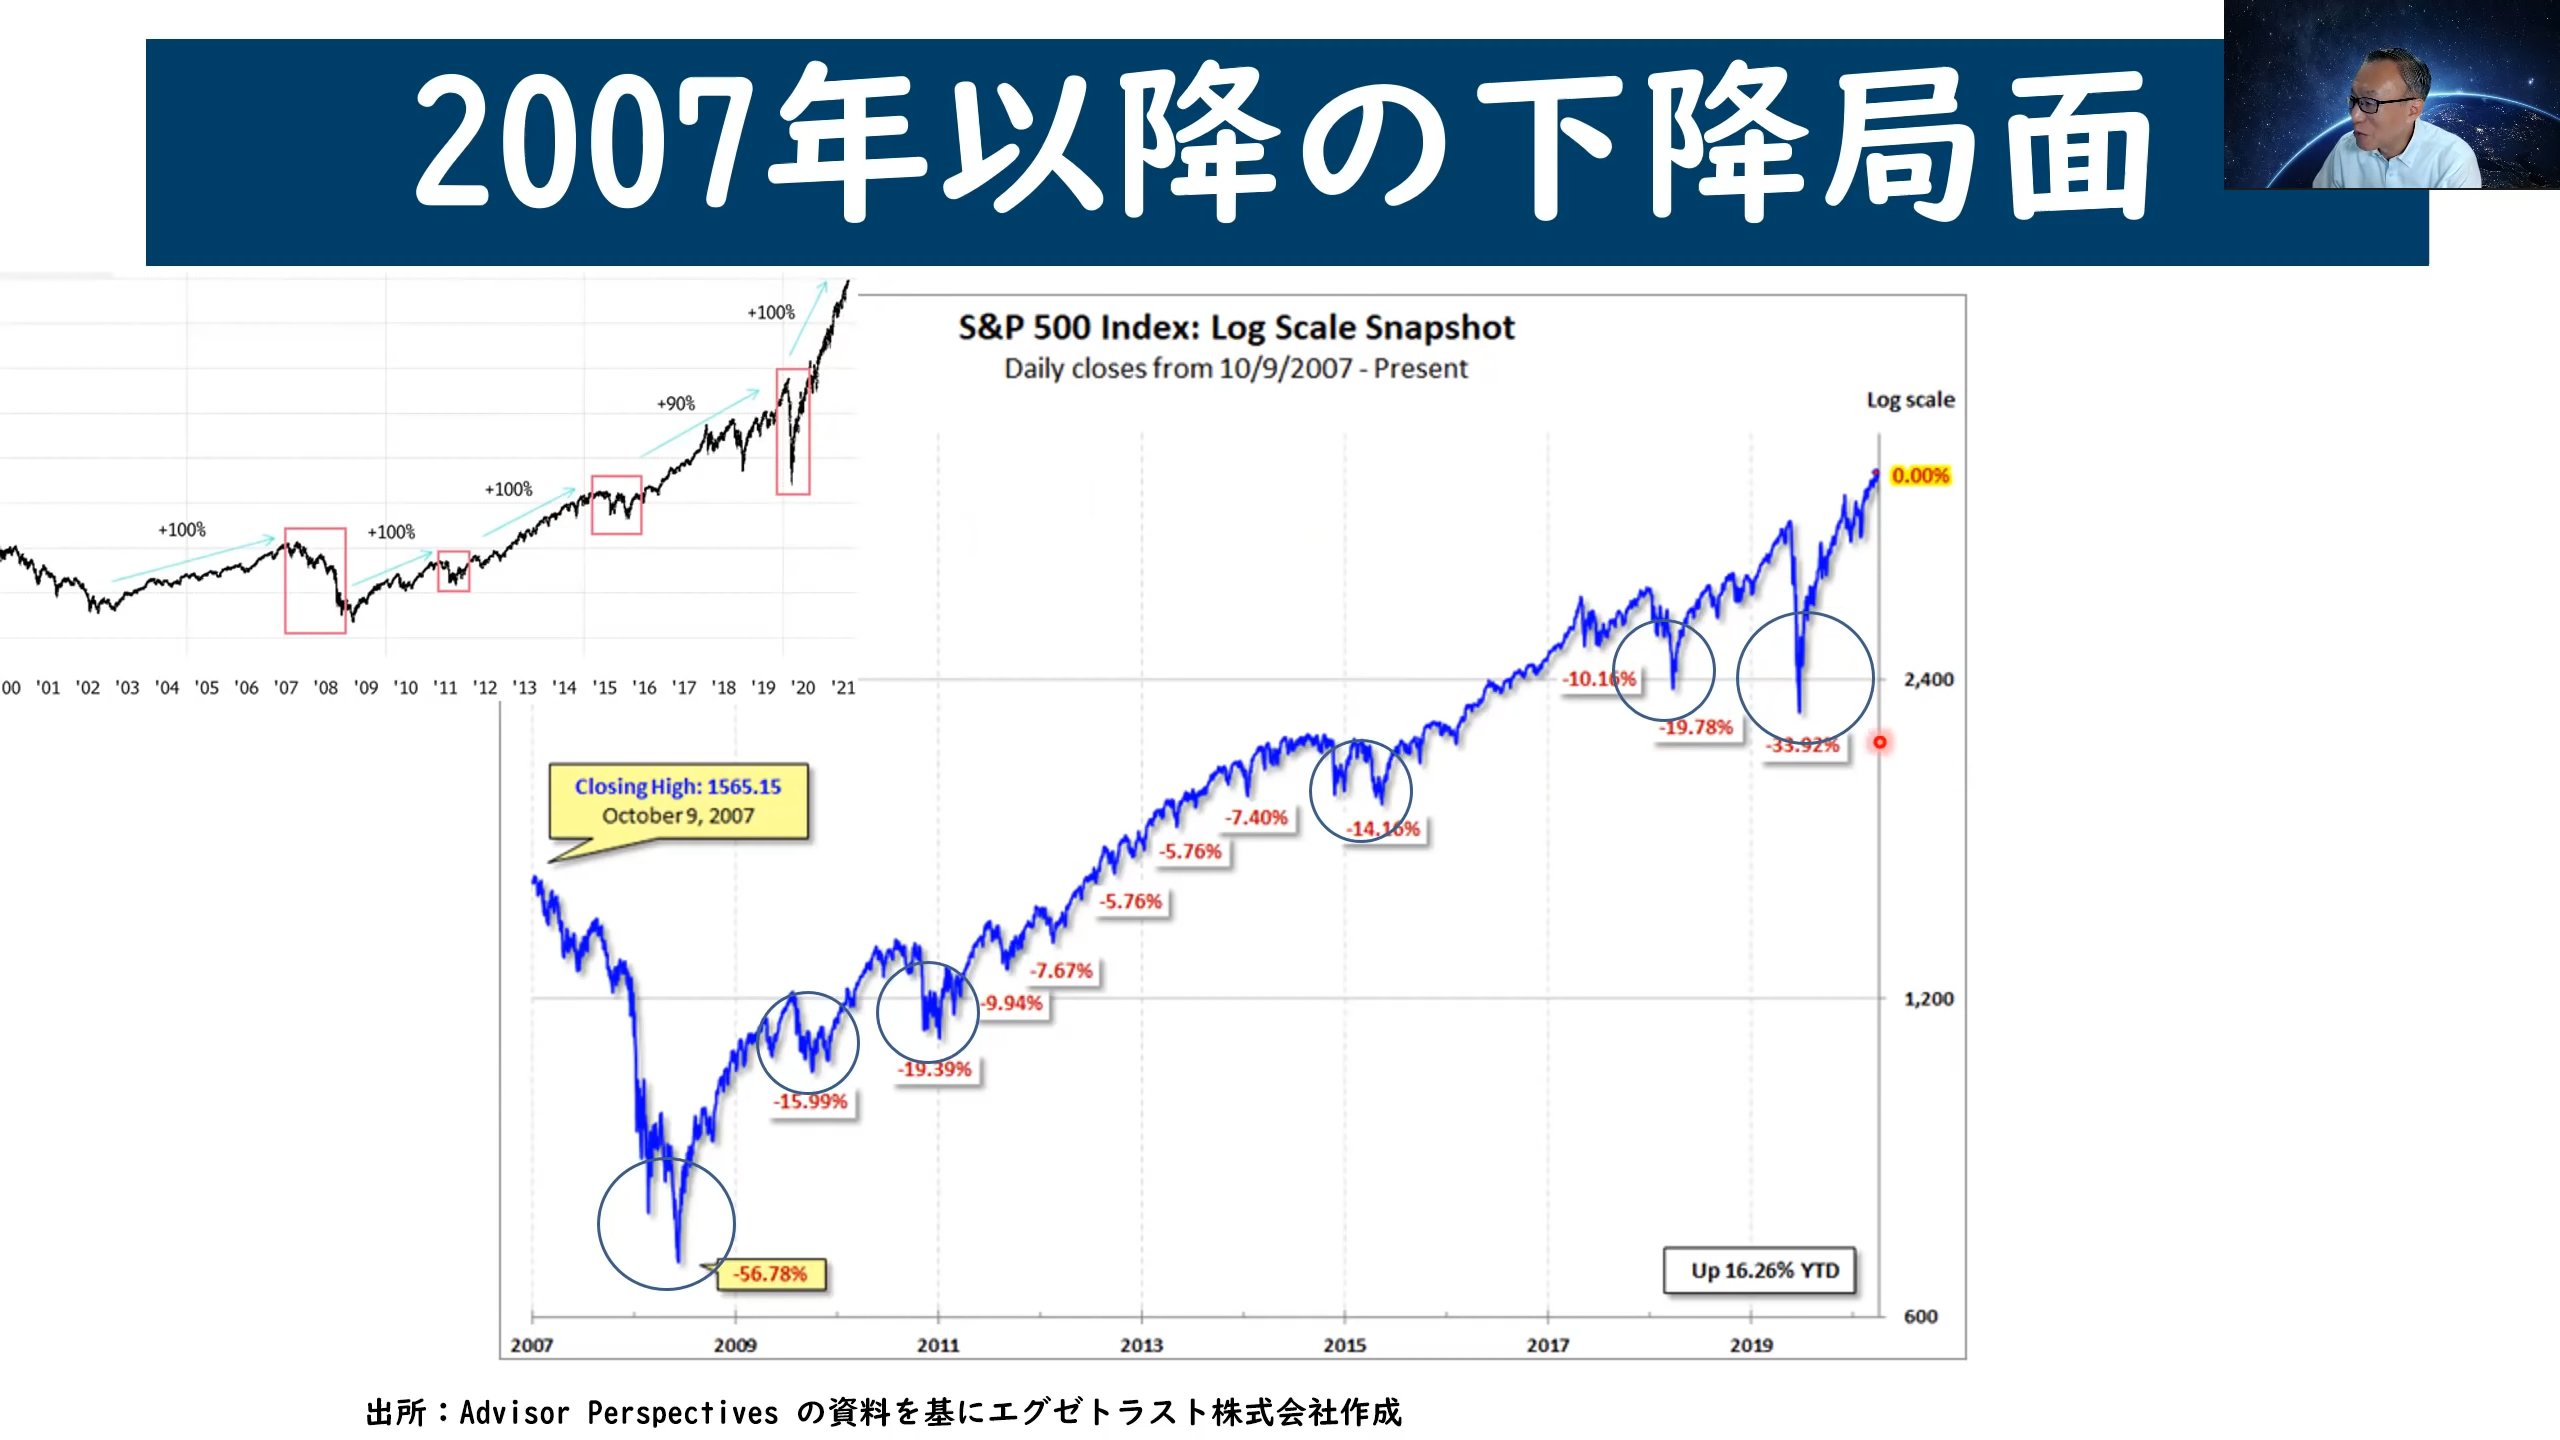 2007年以降の下降局面
+100%
+90%
+100%
+100%
+100%
00 '01 '02 '03 '04 '05 '06 '07 '08 '09 '10 '11 '12 '13 '14 '15 '16 '17 '18 '19 '20 '21
S&P 500 Index: Log Scale Snapshot
Daily closes from 10/9/2007 - Present
Log scale
0.00%
2,400
1,200
600
Closing High: 1565.15
October 9, 2007
-10.16%
-19.78%
-33.92%
-7.40%
-14.16%
-5.76%
-5.76%
-7.67%
-9.94%
-19.39%
-15.99%
-56.78%
Up 16.26% YTD
2007 2009 2011 2013 2015 2017 2019
出所：Advisor Perspectives の資料を基にエグゼトラスト株式会社作成